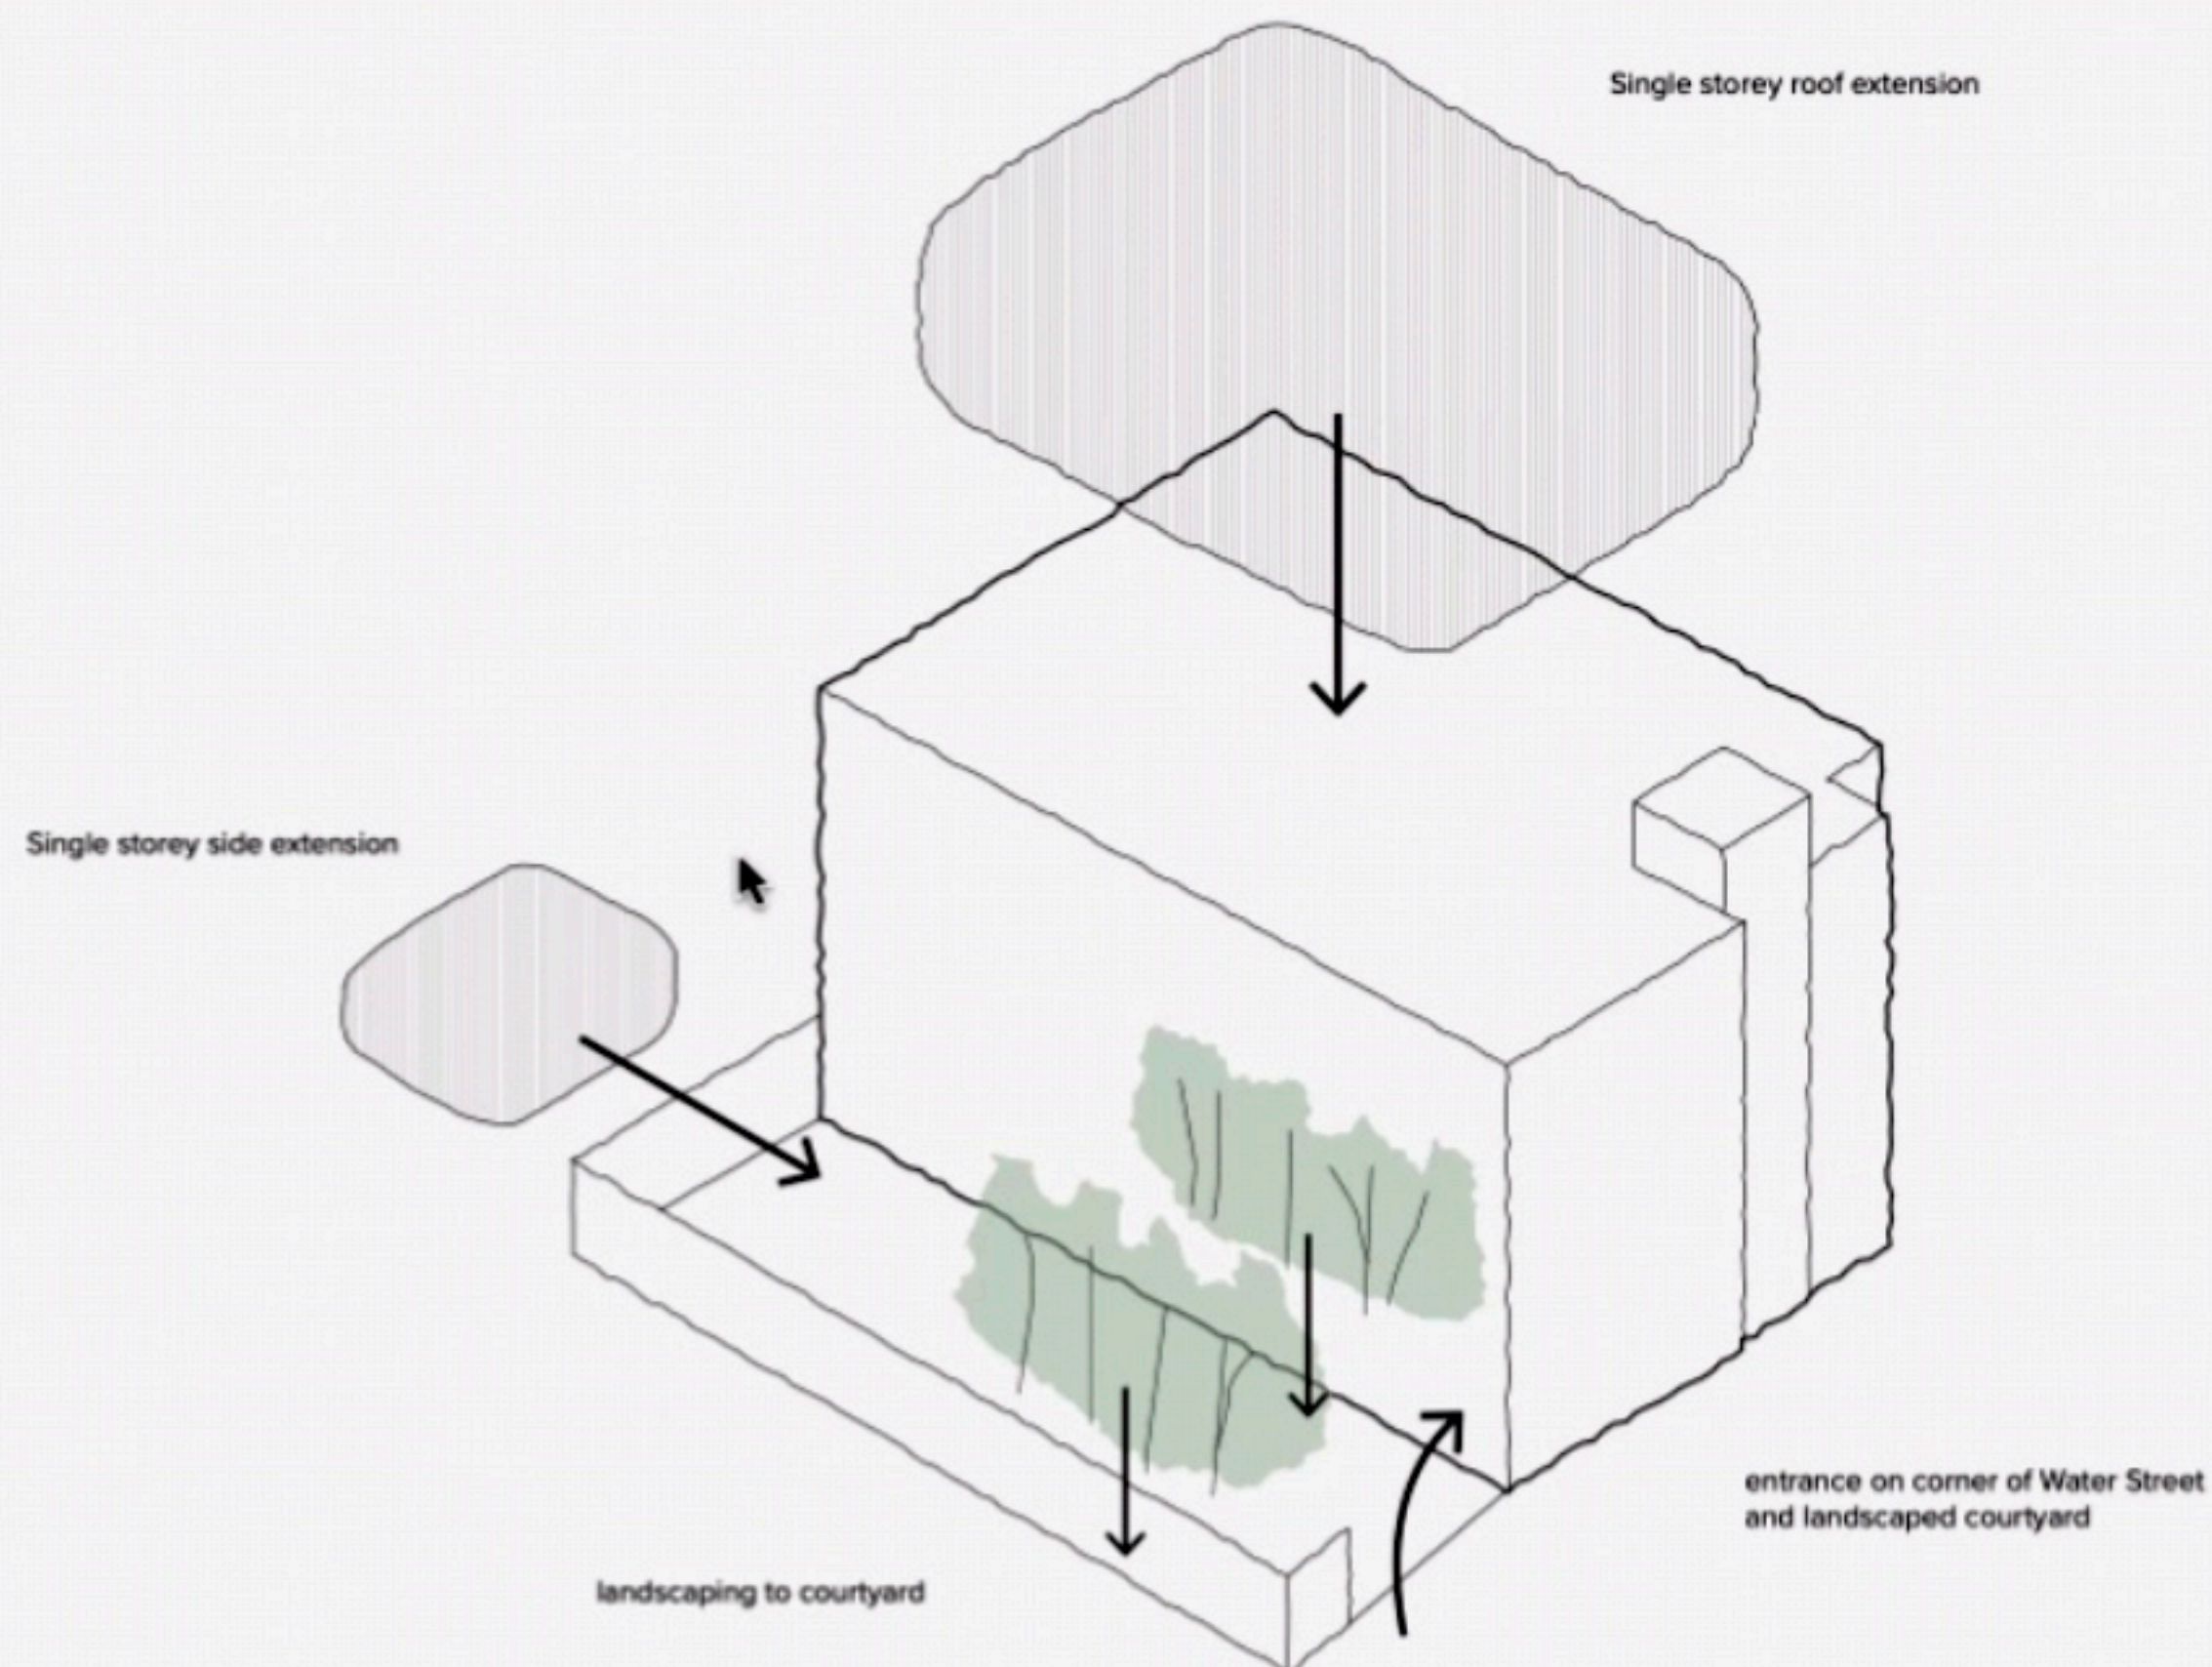 Single storey roof extension
Single storey side extension
entrance on corner of Water Street
and landscaped courtyard
landscaping to courtyard